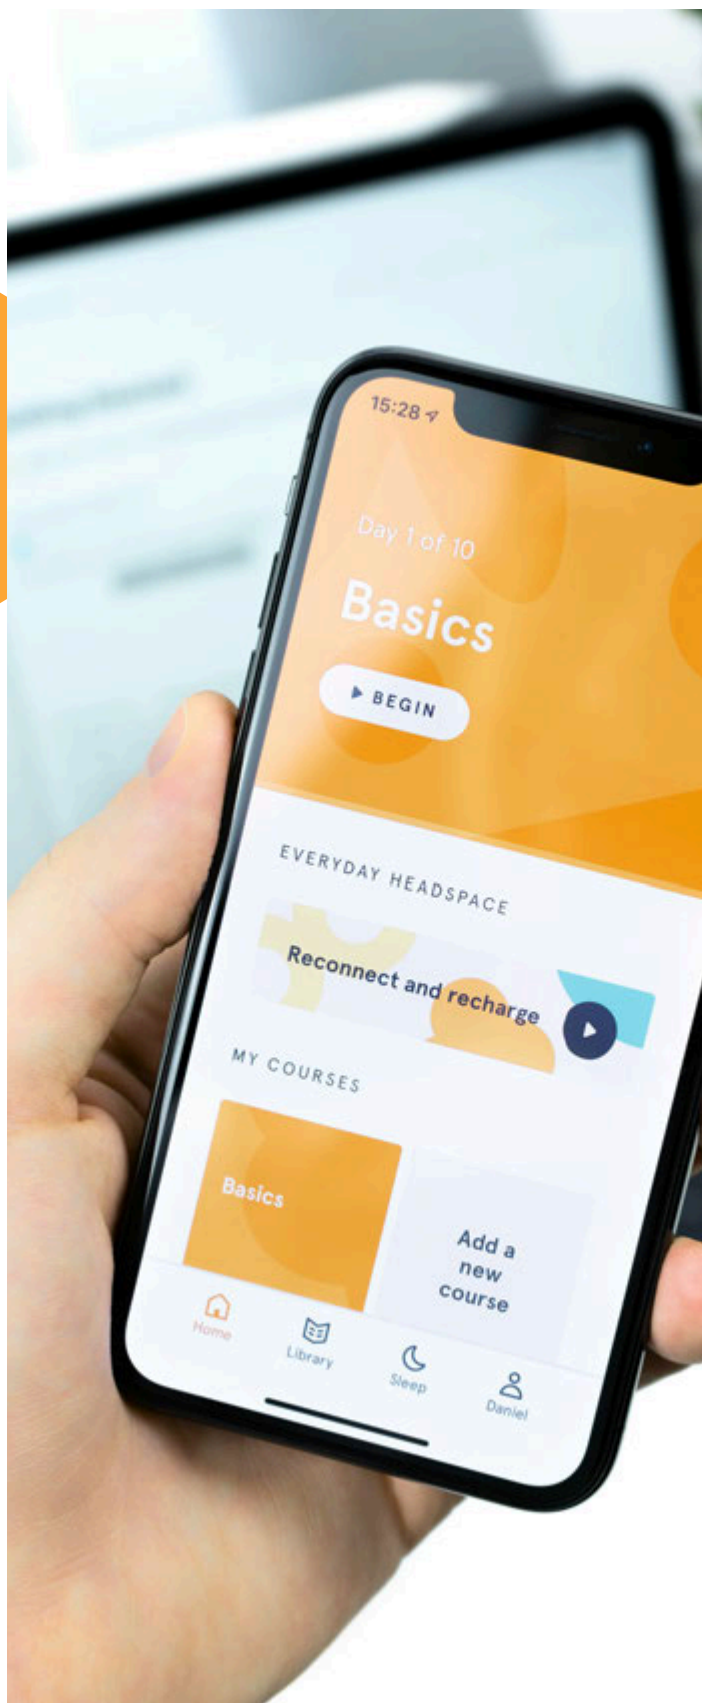 15:28
Day 1 of 10
Basics
BEGIN
EVERYDAY HEADSPACE
Reconnect and recharge
MY COURSES
Basics
Add a
new
course
Home
Library
Sleep
Daniel